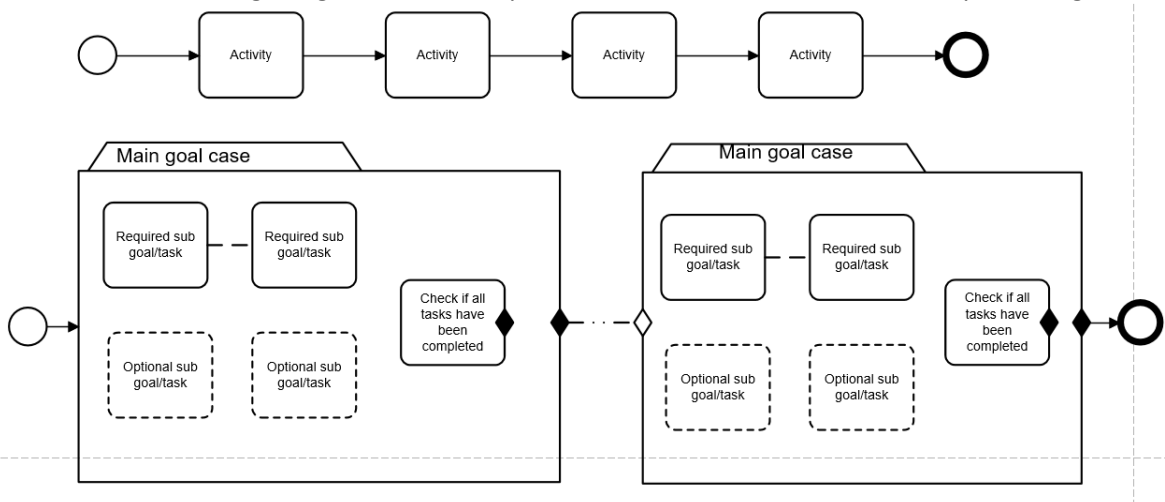 Activity
Activity
Activity
Activity
Main goal case
Main goal case
Required sub
goal/task
Required sub
goal/task
Check if all
tasks have
been
completed
Optional sub
goal/task
Optional sub
goal/task
Required sub
goal/task
Required sub
goal/task
Check if all
tasks have
been
completed
Optional sub
goal/task
Optional sub
goal/task